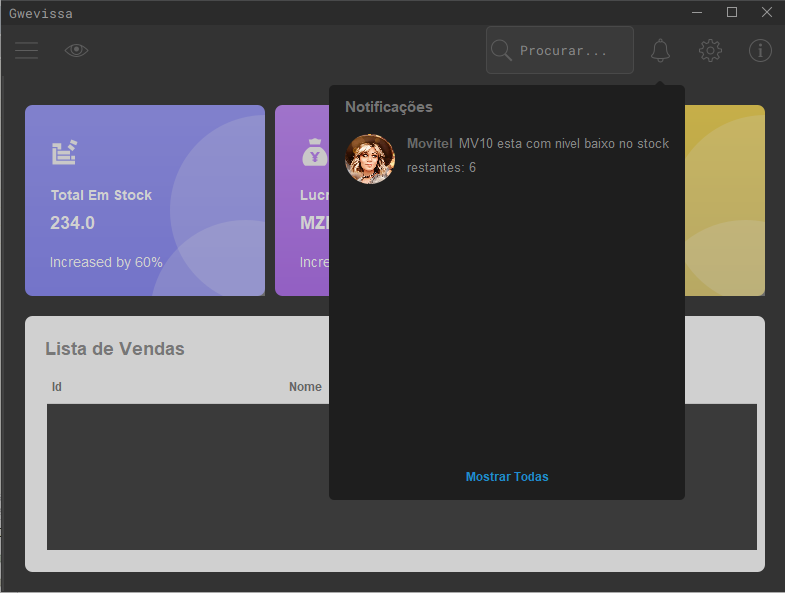 Gwevissa
Procurar...
Notificações
Movitel MV10 esta com nivel baixo no stock
restantes: 6
Mostrar Todas
Total Em Stock
234.0
Increased by 60%
Lucr
MZ
Incre
Lista de Vendas
Id Nome